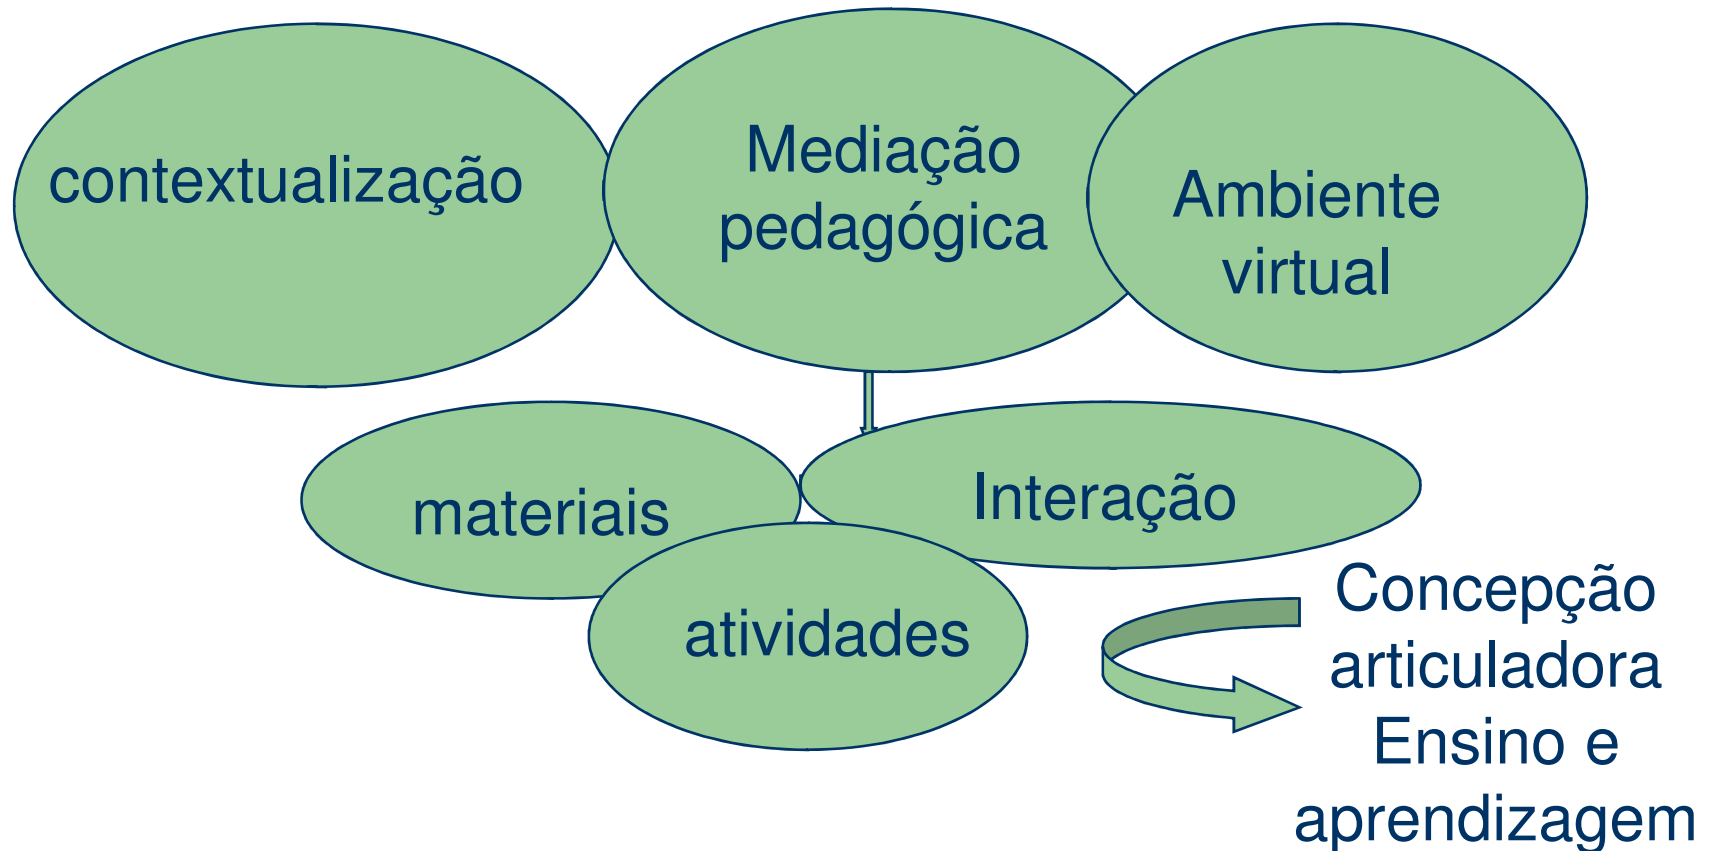 contextualização
Mediação
pedagógica
Ambiente
virtual
materiais
Interação
atividades
Concepção
articuladora
Ensino e
aprendizagem